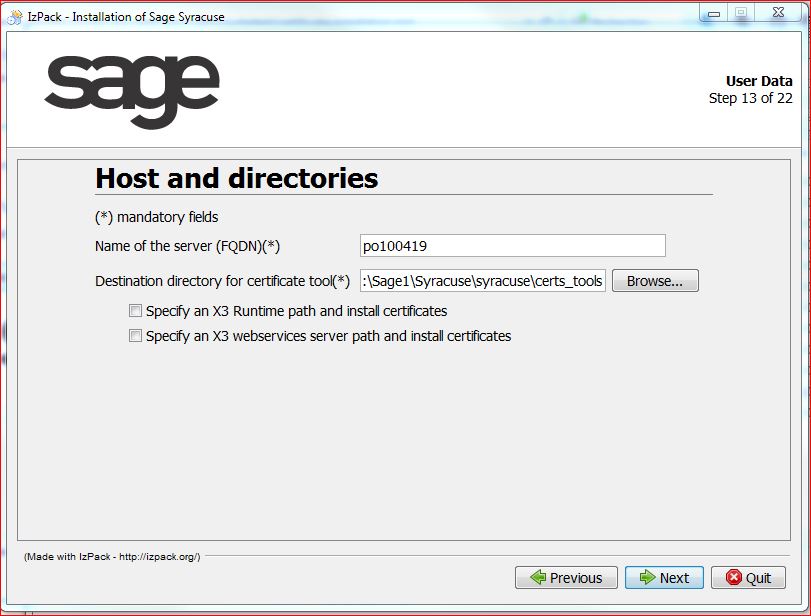 IzPack - Installation of Sage Syracuse
sage
User Data
Step 13 of 22
Host and directories
(*) mandatory fields
Name of the server (FQDN)(*) po100419
Destination directory for certificate tool(*) :\Sage1\Syracuse\syracuse\certs_tools Browse...
Specify an X3 Runtime path and install certificates
Specify an X3 webservices server path and install certificates
(Made with IzPack - http://izpack.org/)
Previous Next Quit